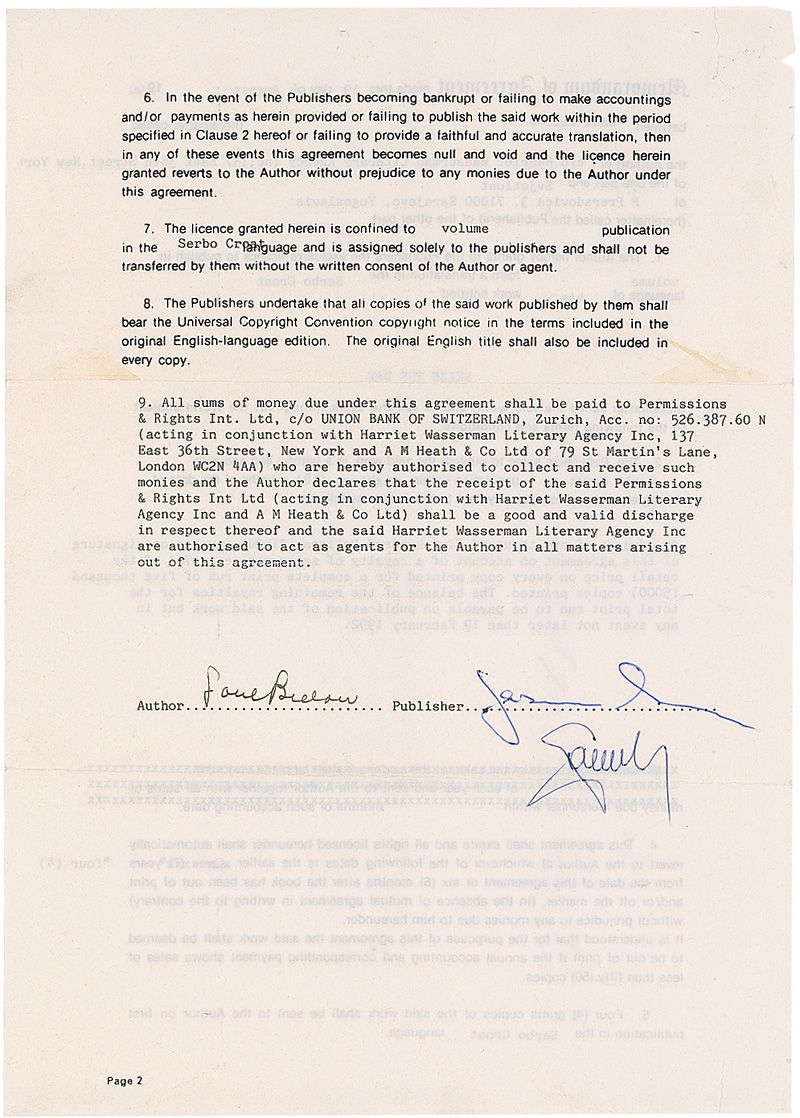 6. In the event of the Publishers becoming bankrupt or failing to make accountings
and/or payments as herein provided or failing to publish the said work within the period
specified in Clause 2 hereof or failing to provide a faithful and accurate translation, then
in any of these events this agreement becomes null and void and the licence herein
granted reverts to the Author without prejudice to any monies due to the Author under
this agreement.
7. The licence granted herein is confined to volume publication
in the Serbo Croat language and is assigned solely to the publishers and shall not be
transferred by them without the written consent of the Author or agent.
8. The Publishers undertake that all copies of the said work published by them shall
bear the Universal Copyright Convention copyright notice in the terms included in the
original English-language edition. The original English title shall also be included in
every copy.
9. All sums of money due under this agreement shall be paid to Permissions
& Rights Int. Ltd, c/o UNION BANK OF SWITZERLAND, Zurich, Acc. no: 526.387.60 N
(acting in conjunction with Harriet Wasserman Literary Agency Inc, 137
East 36th Street, New York and A M Heath & Co Ltd of 79 St Martin's Lane,
London WC2N 4AA) who are hereby authorised to collect and receive such
monies and the Author declares that the receipt of the said Permissions
& Rights Int Ltd (acting in conjunction with Harriet Wasserman Literary
Agency Inc and A M Heath & Co Ltd) shall be a good and valid discharge
in respect thereof and the said Harriet Wasserman Literary Agency Inc
are authorised to act as agents for the Author in all matters arising
out of this agreement.
Author Saul Bellow Publisher
Page 2